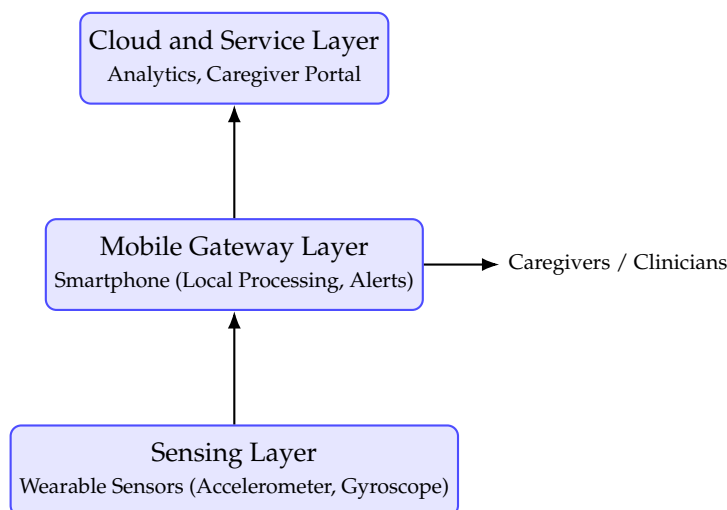 Cloud and Service Layer
Analytics, Caregiver Portal
Mobile Gateway Layer
Smartphone (Local Processing, Alerts)
Caregivers / Clinicians
Sensing Layer
Wearable Sensors (Accelerometer, Gyroscope)